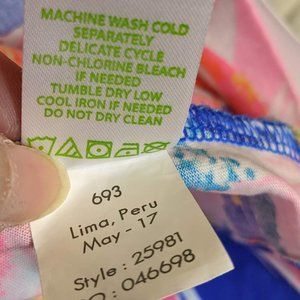 MACHINE WASH COLD
SEPARATELY
DELICATE CYCLE
NON-CHLORINE BLEACH
IF NEEDED
TUMBLE DRY LOW
COOL IRON IF NEEDED
DO NOT DRY CLEAN
693
Lima, Peru
May - 17
Style : 25981
: 046698